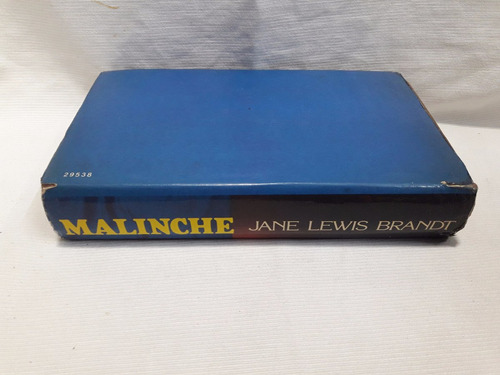 29538
MALINCHE JANE LEWIS BRANDT